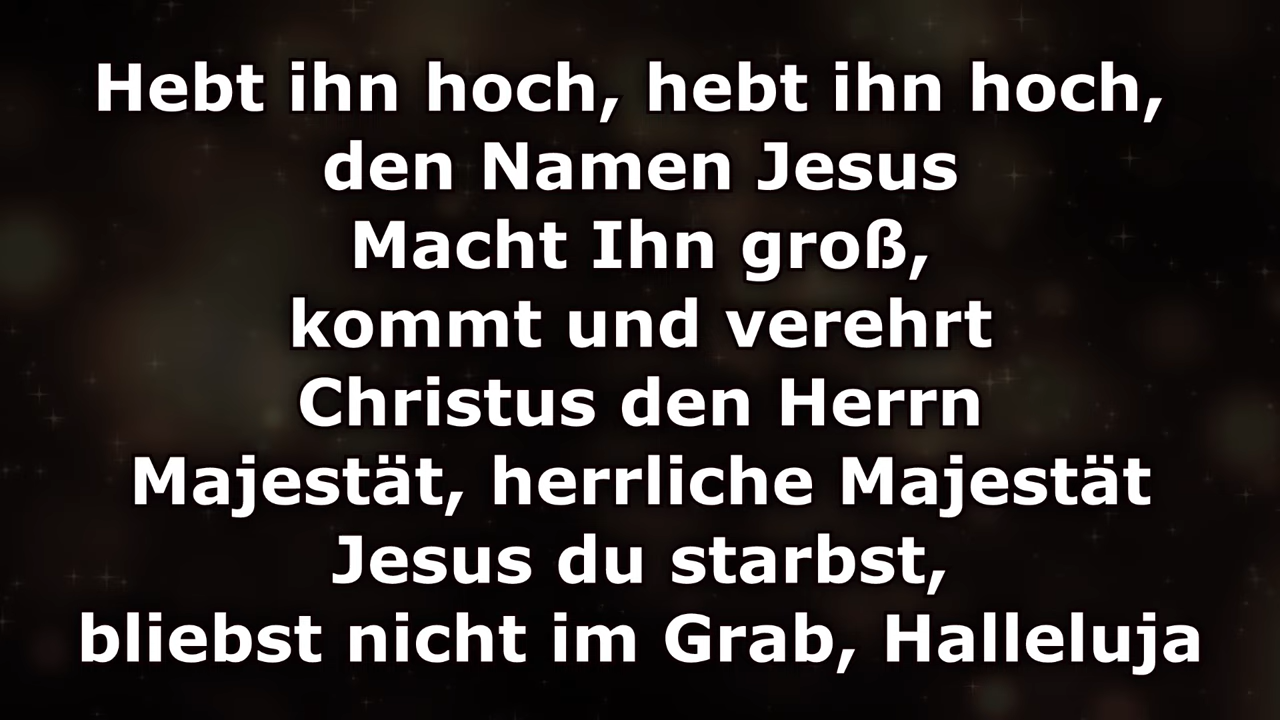 Hebt ihn hoch, hebt ihn hoch,
den Namen Jesus
Macht Ihn groß,
kommt und verehrt
Christus den Herrn
Majestät, herrliche Majestät
Jesus du starbst,
bliebst nicht im Grab, Halleluja